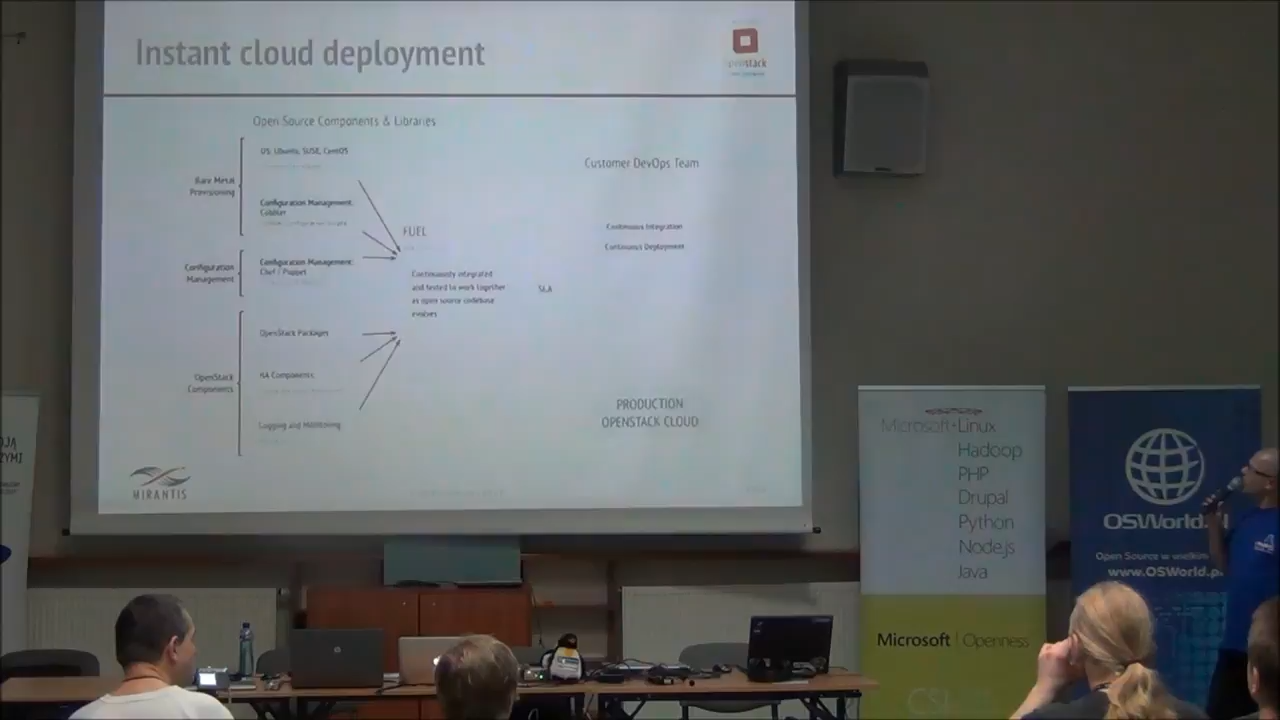 Instant cloud deployment
openstack
Open Source Components & Libraries
OS: Ubuntu, SUSE, CentOS
Bare Metal
Provisioning
Configuration Management:
Cobbler
Configuration
Management
Configuration Management:
Chef / Puppet
OpenStack
Components
OpenStack Packages
HA Components
Logging and Monitoring
FUEL
Continuously integrated
and tested to work together
as open source codebase
evolves
SLA
Customer DevOps Team
Continuous Integration
Continuous Deployment
PRODUCTION
OPENSTACK CLOUD
MIRANTIS
Microsoft+Linux
Hadoop
PHP
Drupal
Python
Node.js
Java
Microsoft | Openness
OSWorld.pl
Open Source w wielkim
www.OSWorld.p